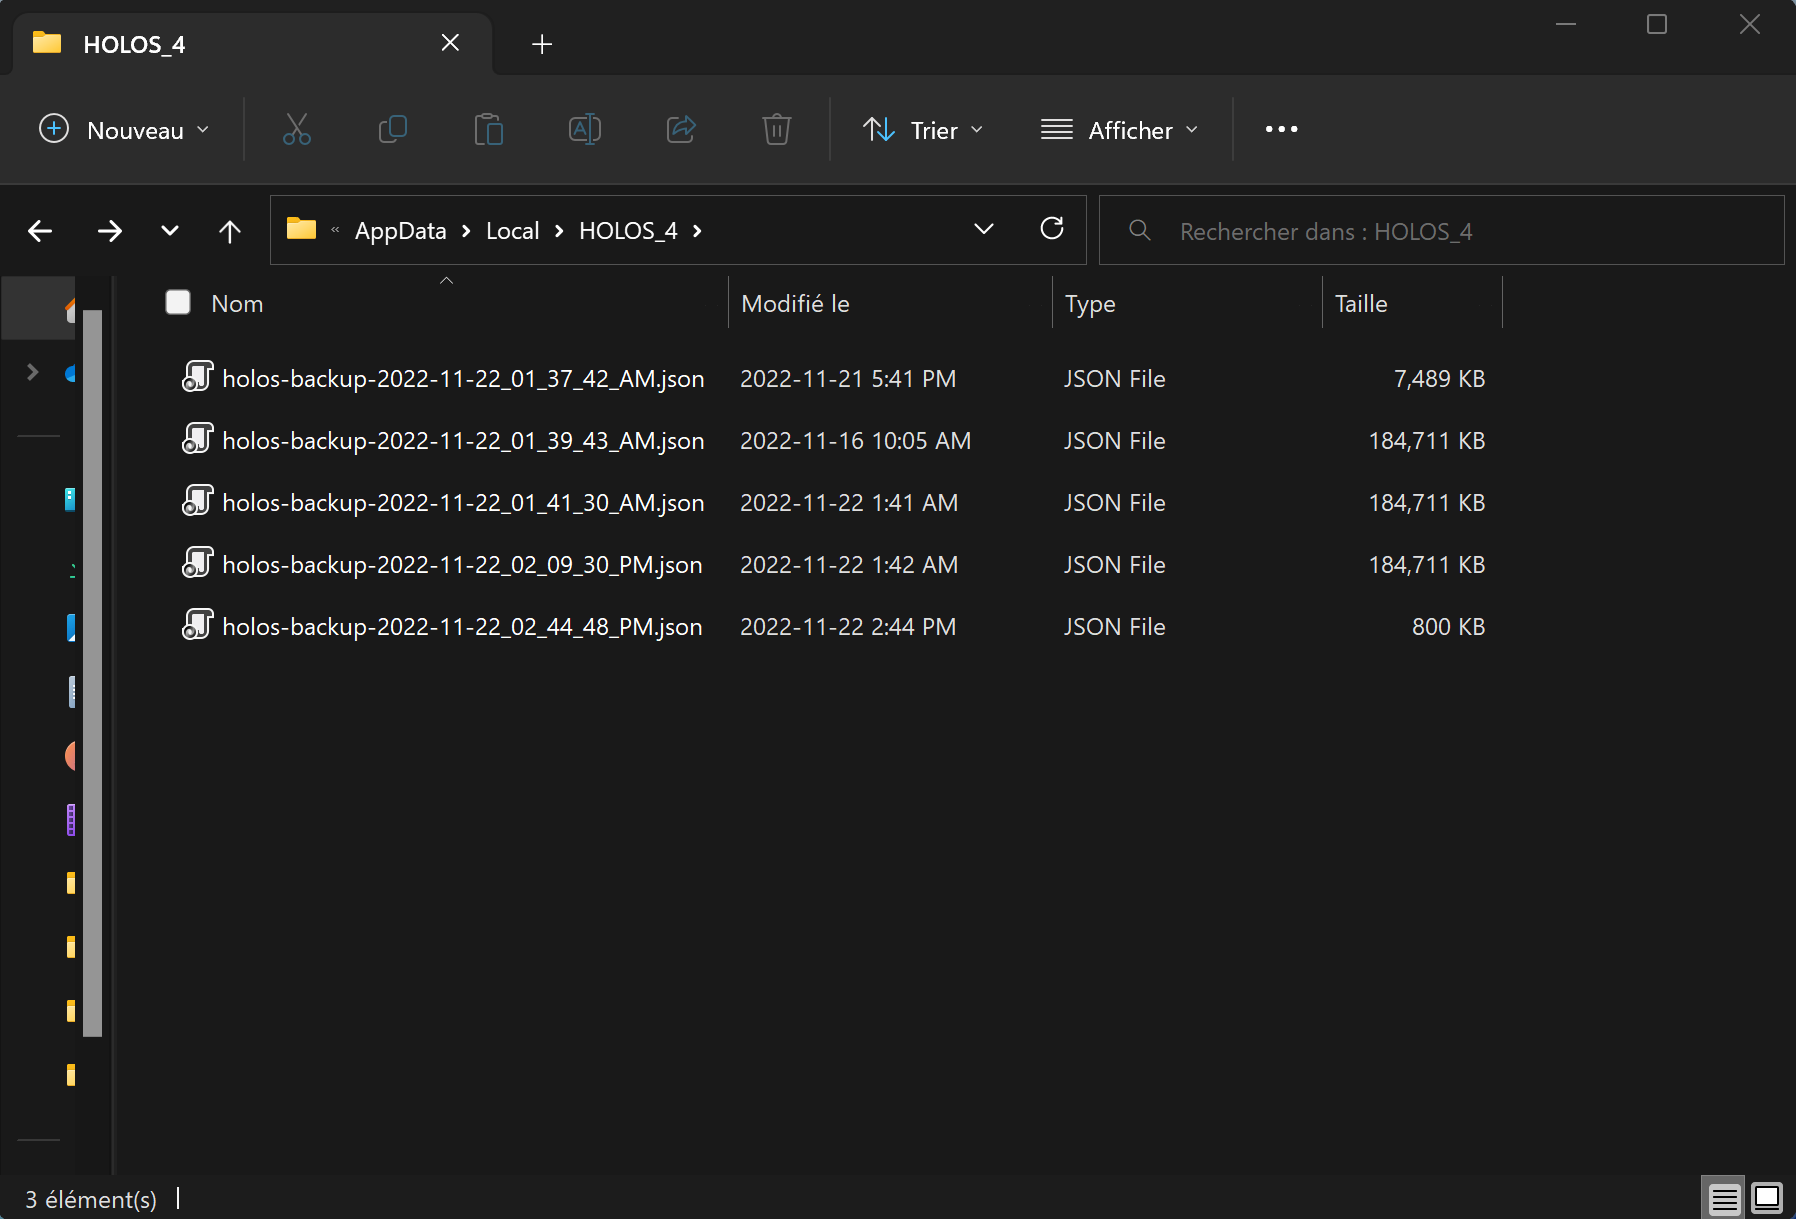 HOLOS_4
Nouveau
Trier
Afficher
« AppData > Local > HOLOS_4 >
Rechercher dans : HOLOS_4
Nom Modifié le Type Taille
holos-backup-2022-11-22_01_37_42_AM.json 2022-11-21 5:41 PM JSON File 7,489 KB
holos-backup-2022-11-22_01_39_43_AM.json 2022-11-16 10:05 AM JSON File 184,711 KB
holos-backup-2022-11-22_01_41_30_AM.json 2022-11-22 1:41 AM JSON File 184,711 KB
holos-backup-2022-11-22_02_09_30_PM.json 2022-11-22 1:42 AM JSON File 184,711 KB
holos-backup-2022-11-22_02_44_48_PM.json 2022-11-22 2:44 PM JSON File 800 KB
3 élément(s)